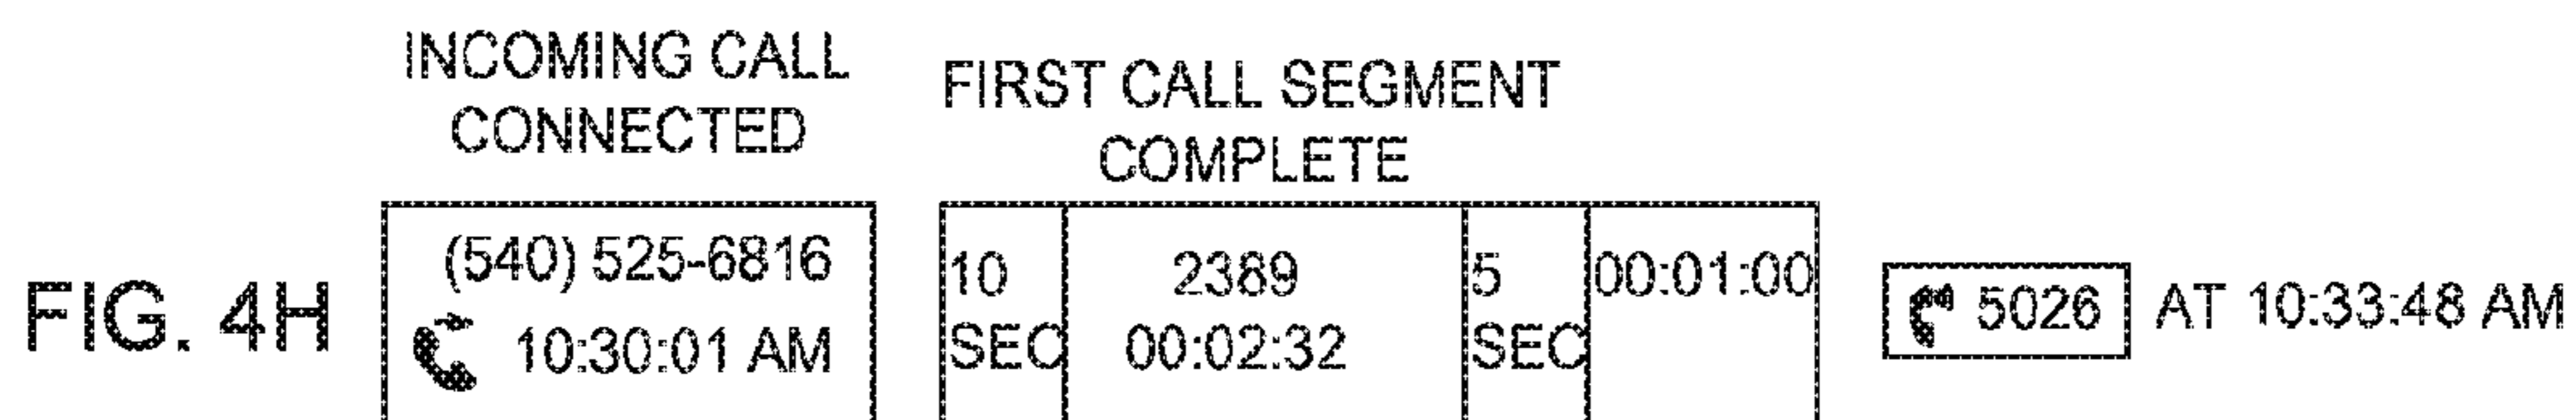 INCOMING CALL
CONNECTED
FIRST CALL SEGMENT
COMPLETE
FIG. 4H
(540) 525-6816
10:30:01 AM
10
SEC
2389
00:02:32
5
SEC
00:01:00
5026 AT 10:33:48 AM